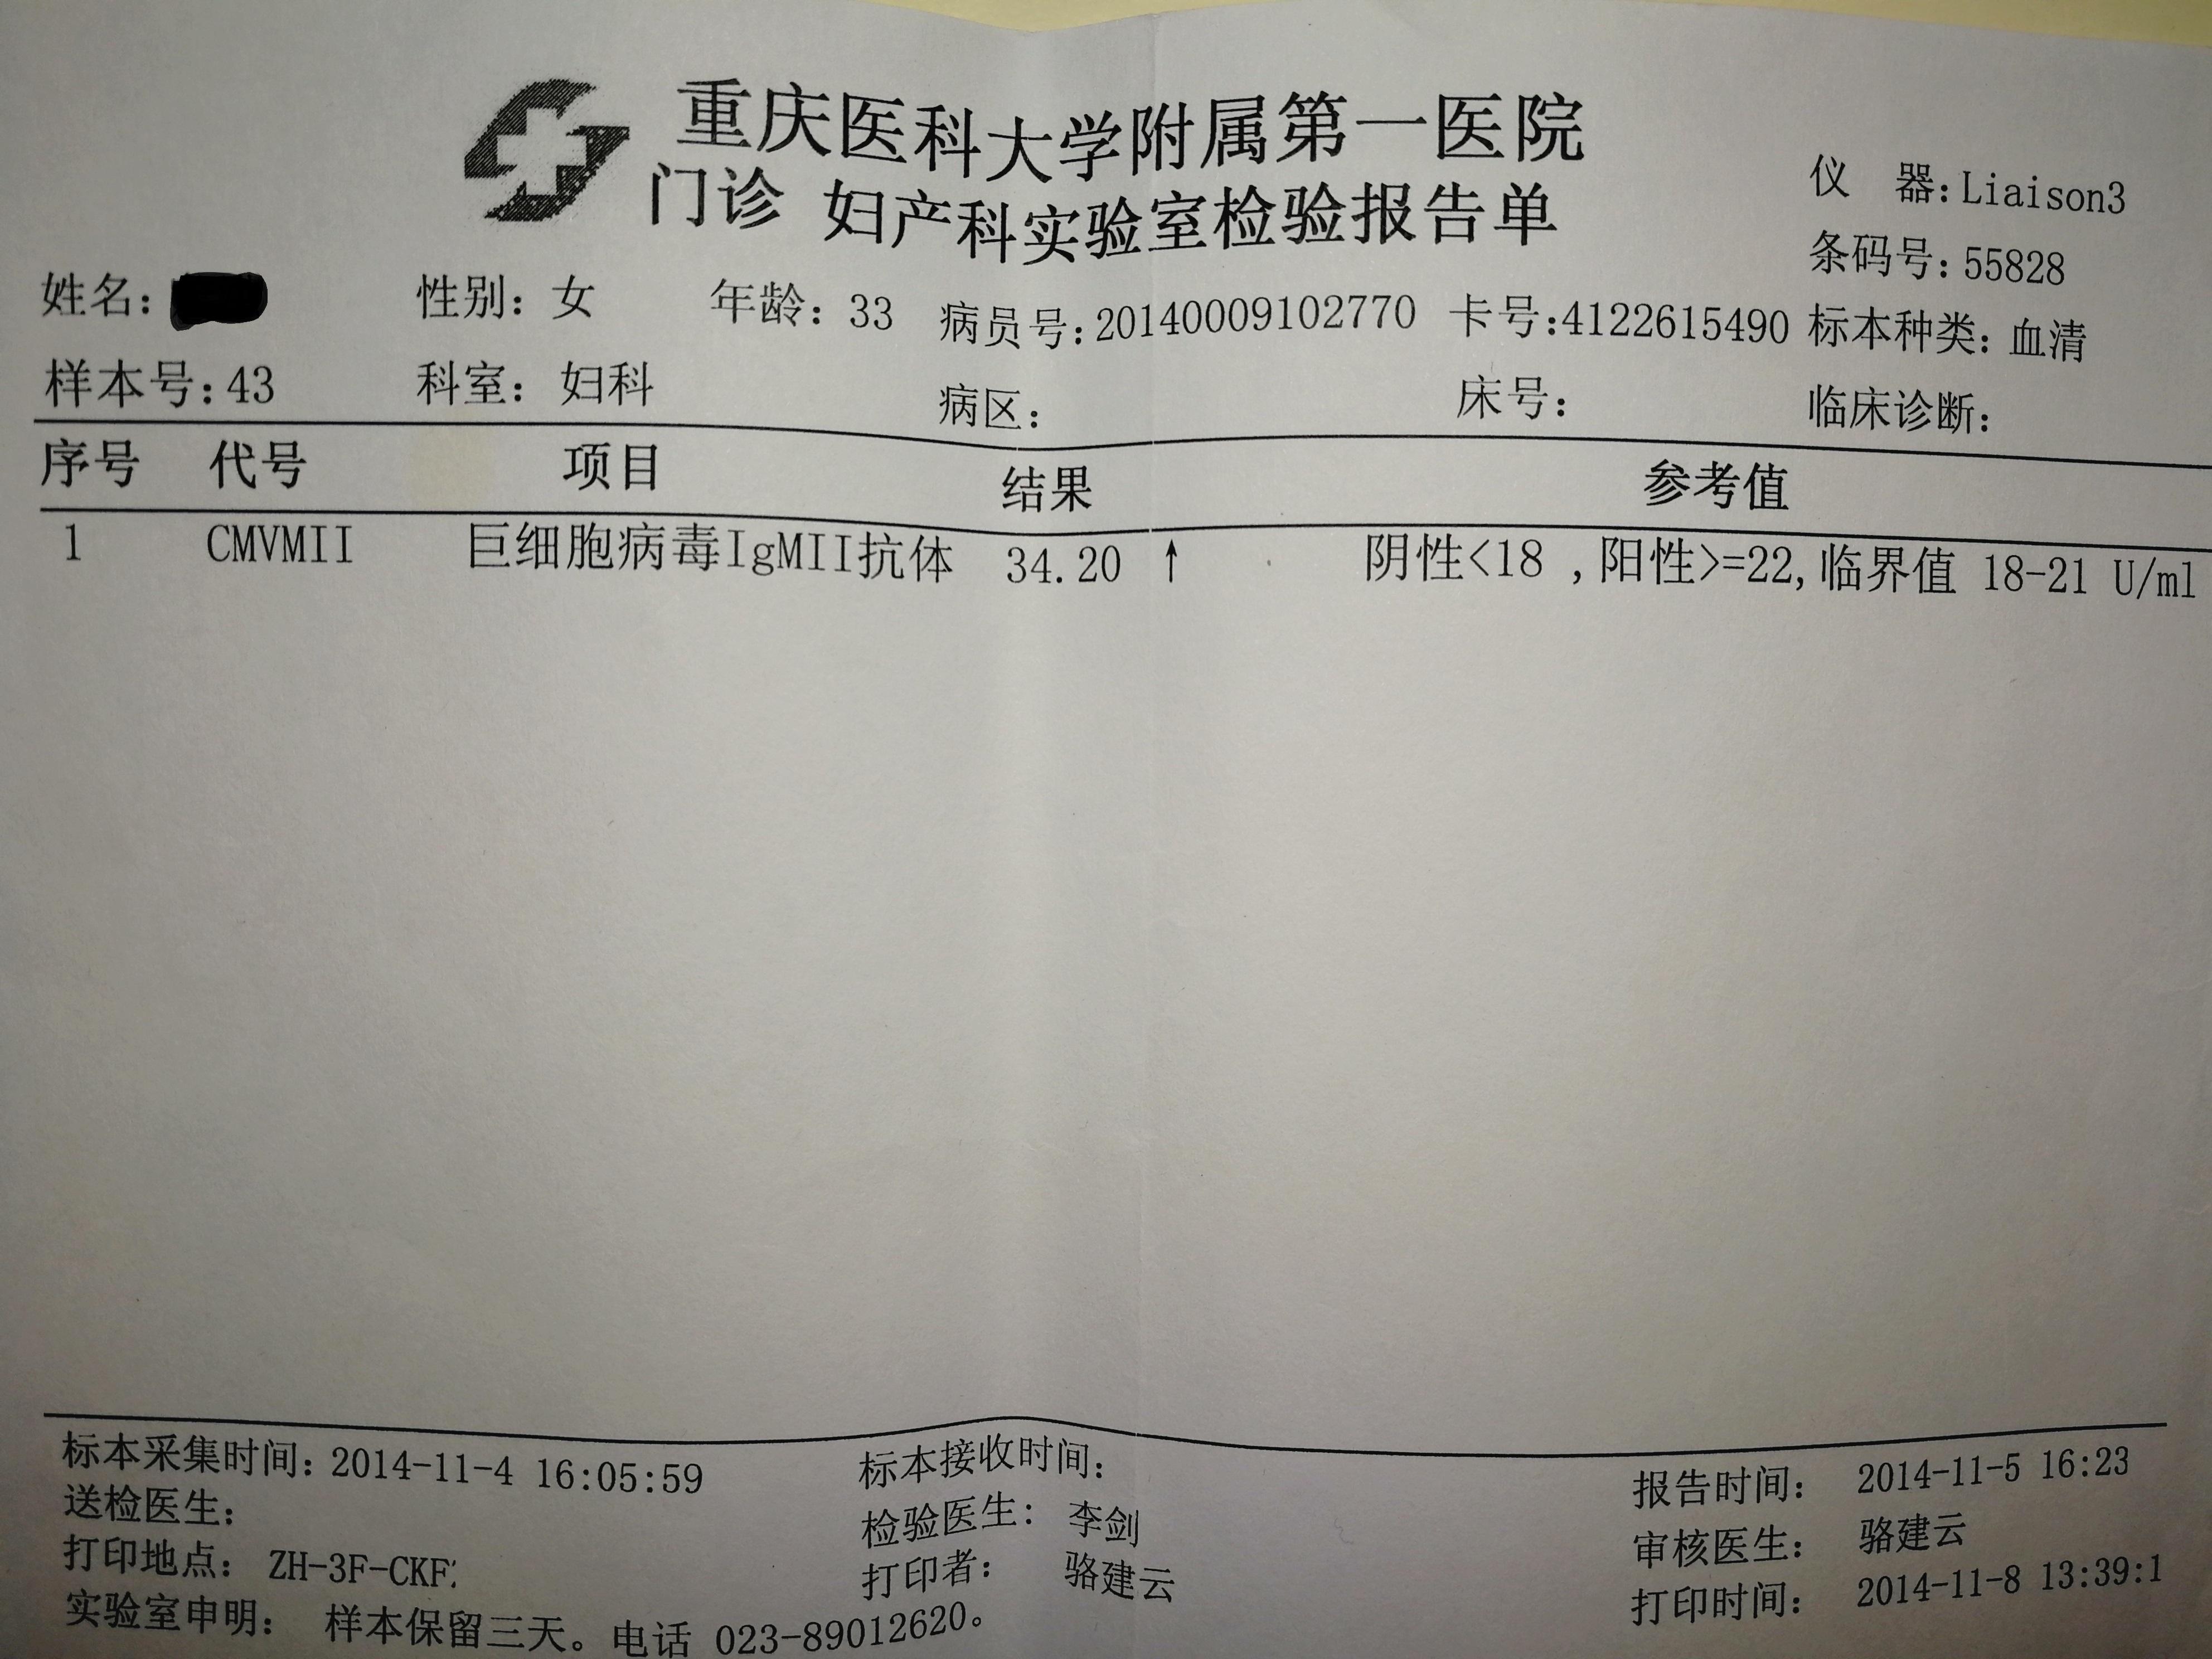 重庆医科大学附属第一医院
门诊 妇产科实验室检验报告单
仪 器:Liaison3
条码号:55828
姓名: 性别: 女 年龄: 33 病员号:20140009102770 卡号:4122615490 标本种类: 血清
样本号:43 科室: 妇科 病区: 床号: 临床诊断:
序号 代号 项目 结果 参考值
1 CMVMII 巨细胞病毒IgMII抗体 34.20 ↑ 阴性<18 ,阳性>=22,临界值 18-21 U/ml
标本采集时间: 2014-11-4 16:05:59 标本接收时间: 报告时间: 2014-11-5 16:23
送检医生: 检验医生: 李剑 审核医生: 骆建云
打印地点: ZH-3F-CKF 打印者: 骆建云 打印时间: 2014-11-8 13:39:1
实验室申明: 样本保留三天。电话 023-89012620。